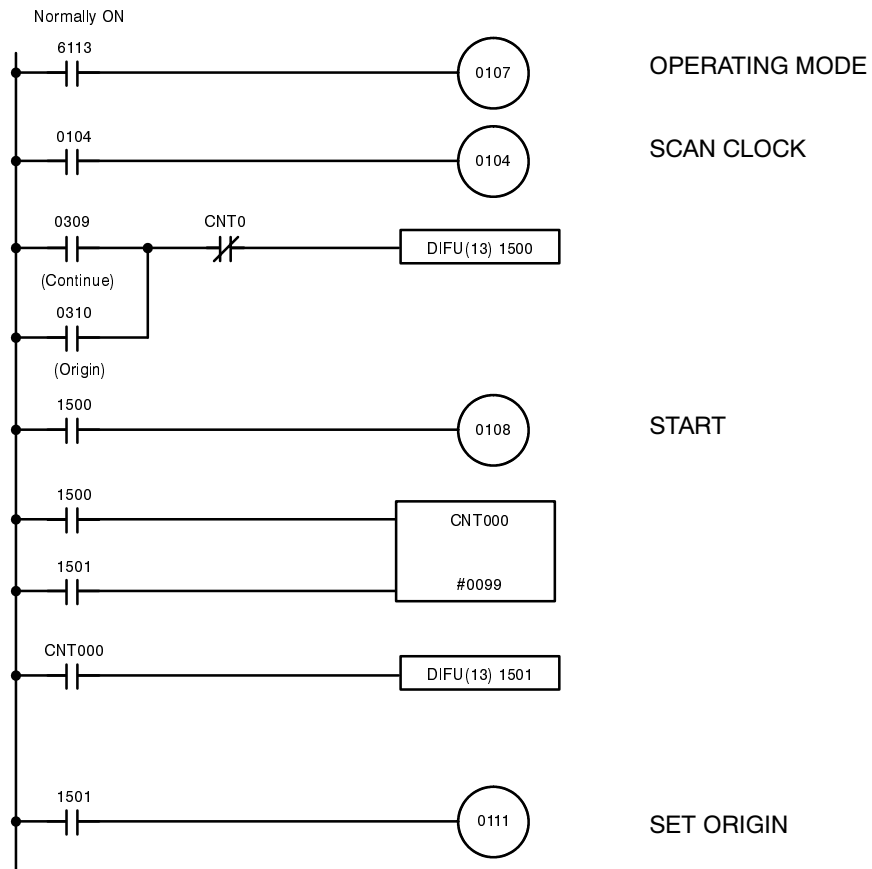 Normally ON
6113
0107
OPERATING MODE
0104
0104
SCAN CLOCK
0309
CNT0
DIFU(13) 1500
(Continue)
0310
(Origin)
1500
0108
START
1500
CNT000
1501
#0099
CNT000
DIFU(13) 1501
1501
0111
SET ORIGIN